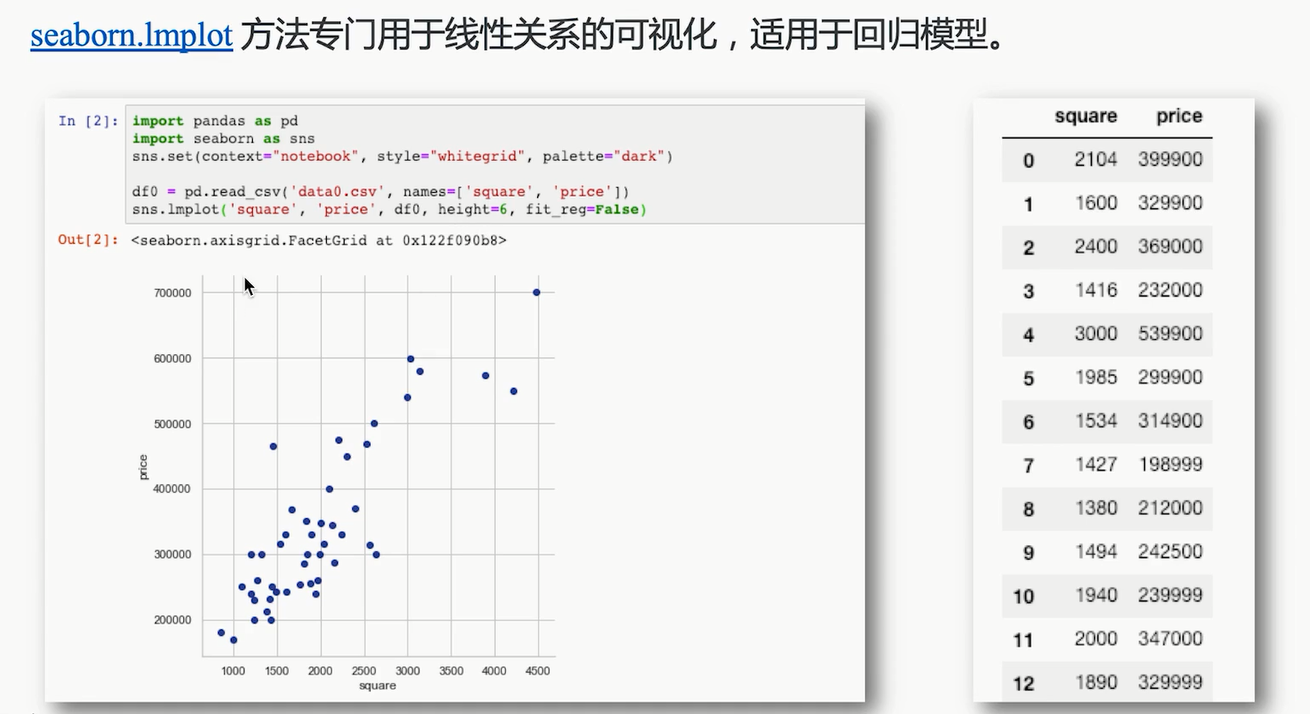 seaborn.lmplot 方法专门用于线性关系的可视化，适用于回归模型。
In [2]: import pandas as pd
import seaborn as sns
sns.set(context="notebook", style="whitegrid", palette="dark")
df0 = pd.read_csv('data0.csv', names=['square', 'price'])
sns.lmplot('square', 'price', df0, height=6, fit_reg=False)
Out[2]: <seaborn.axisgrid.FacetGrid at 0x122f090b8>
700000
600000
500000
400000
300000
200000
price
1000 1500 2000 2500 3000 3500 4000 4500
square
square price
0 2104 399900
1 1600 329900
2 2400 369000
3 1416 232000
4 3000 539900
5 1985 299900
6 1534 314900
7 1427 198999
8 1380 212000
9 1494 242500
10 1940 239999
11 2000 347000
12 1890 329999